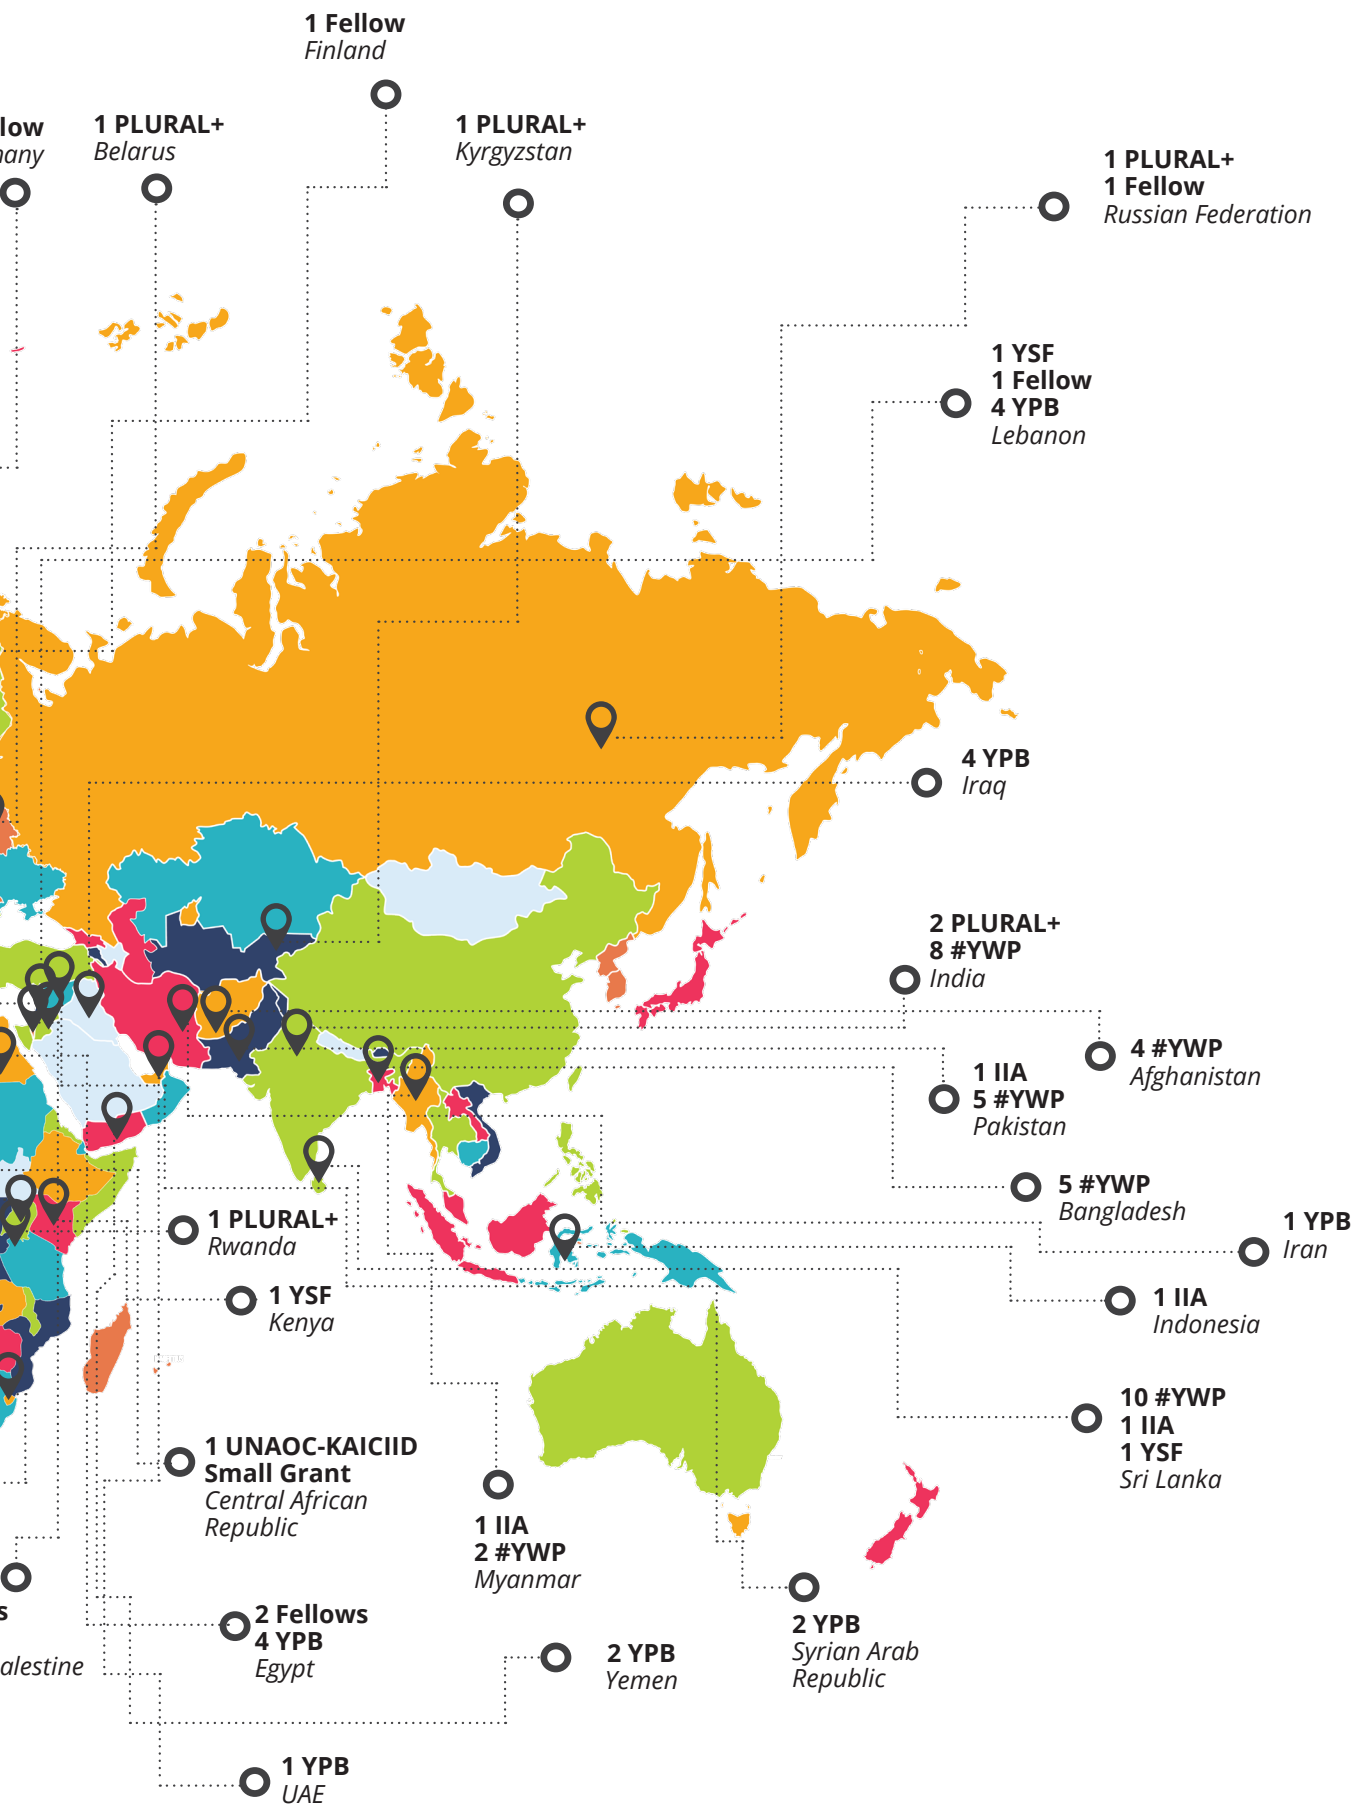 1 Fellow
Finland
low
any
1 PLURAL+
Belarus
1 PLURAL+
Kyrgyzstan
1 PLURAL+
1 Fellow
Russian Federation
1 YSF
1 Fellow
4 YPB
Lebanon
4 YPB
Iraq
2 PLURAL+
8 #YWP
India
4 #YWP
Afghanistan
1 IIA
5 #YWP
Pakistan
5 #YWP
Bangladesh
1 YPB
Iran
1 PLURAL+
Rwanda
1 YSF
Kenya
1 IIA
Indonesia
10 #YWP
1 IIA
1 YSF
Sri Lanka
1 UNAOC-KAICIID
Small Grant
Central African
Republic
1 IIA
2 #YWP
Myanmar
s
alestine
2 Fellows
4 YPB
Egypt
2 YPB
Yemen
2 YPB
Syrian Arab
Republic
1 YPB
UAE